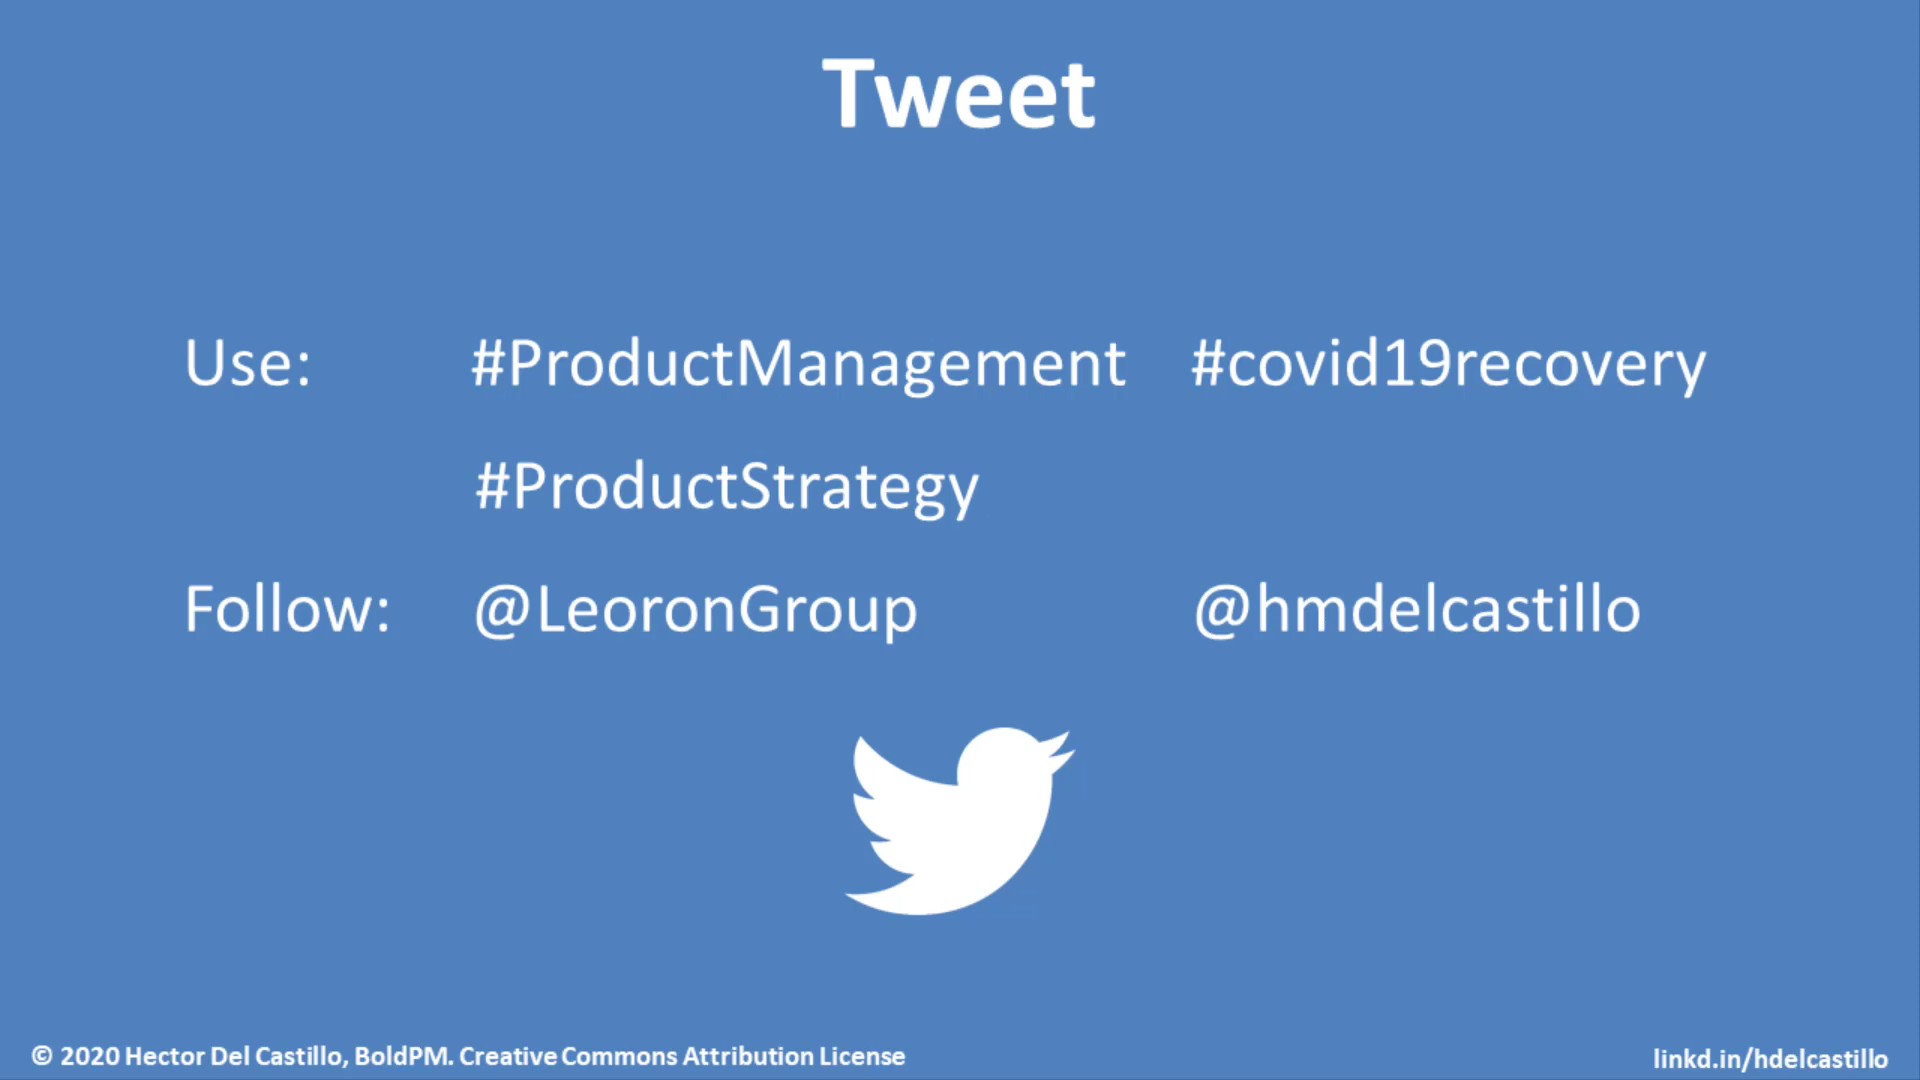 Tweet
Use: #ProductManagement #covid19recovery
#ProductStrategy
Follow: @LeoronGroup @hmdelcastillo
© 2020 Hector Del Castillo, BoldPM. Creative Commons Attribution License
linkd.in/hdelcastillo